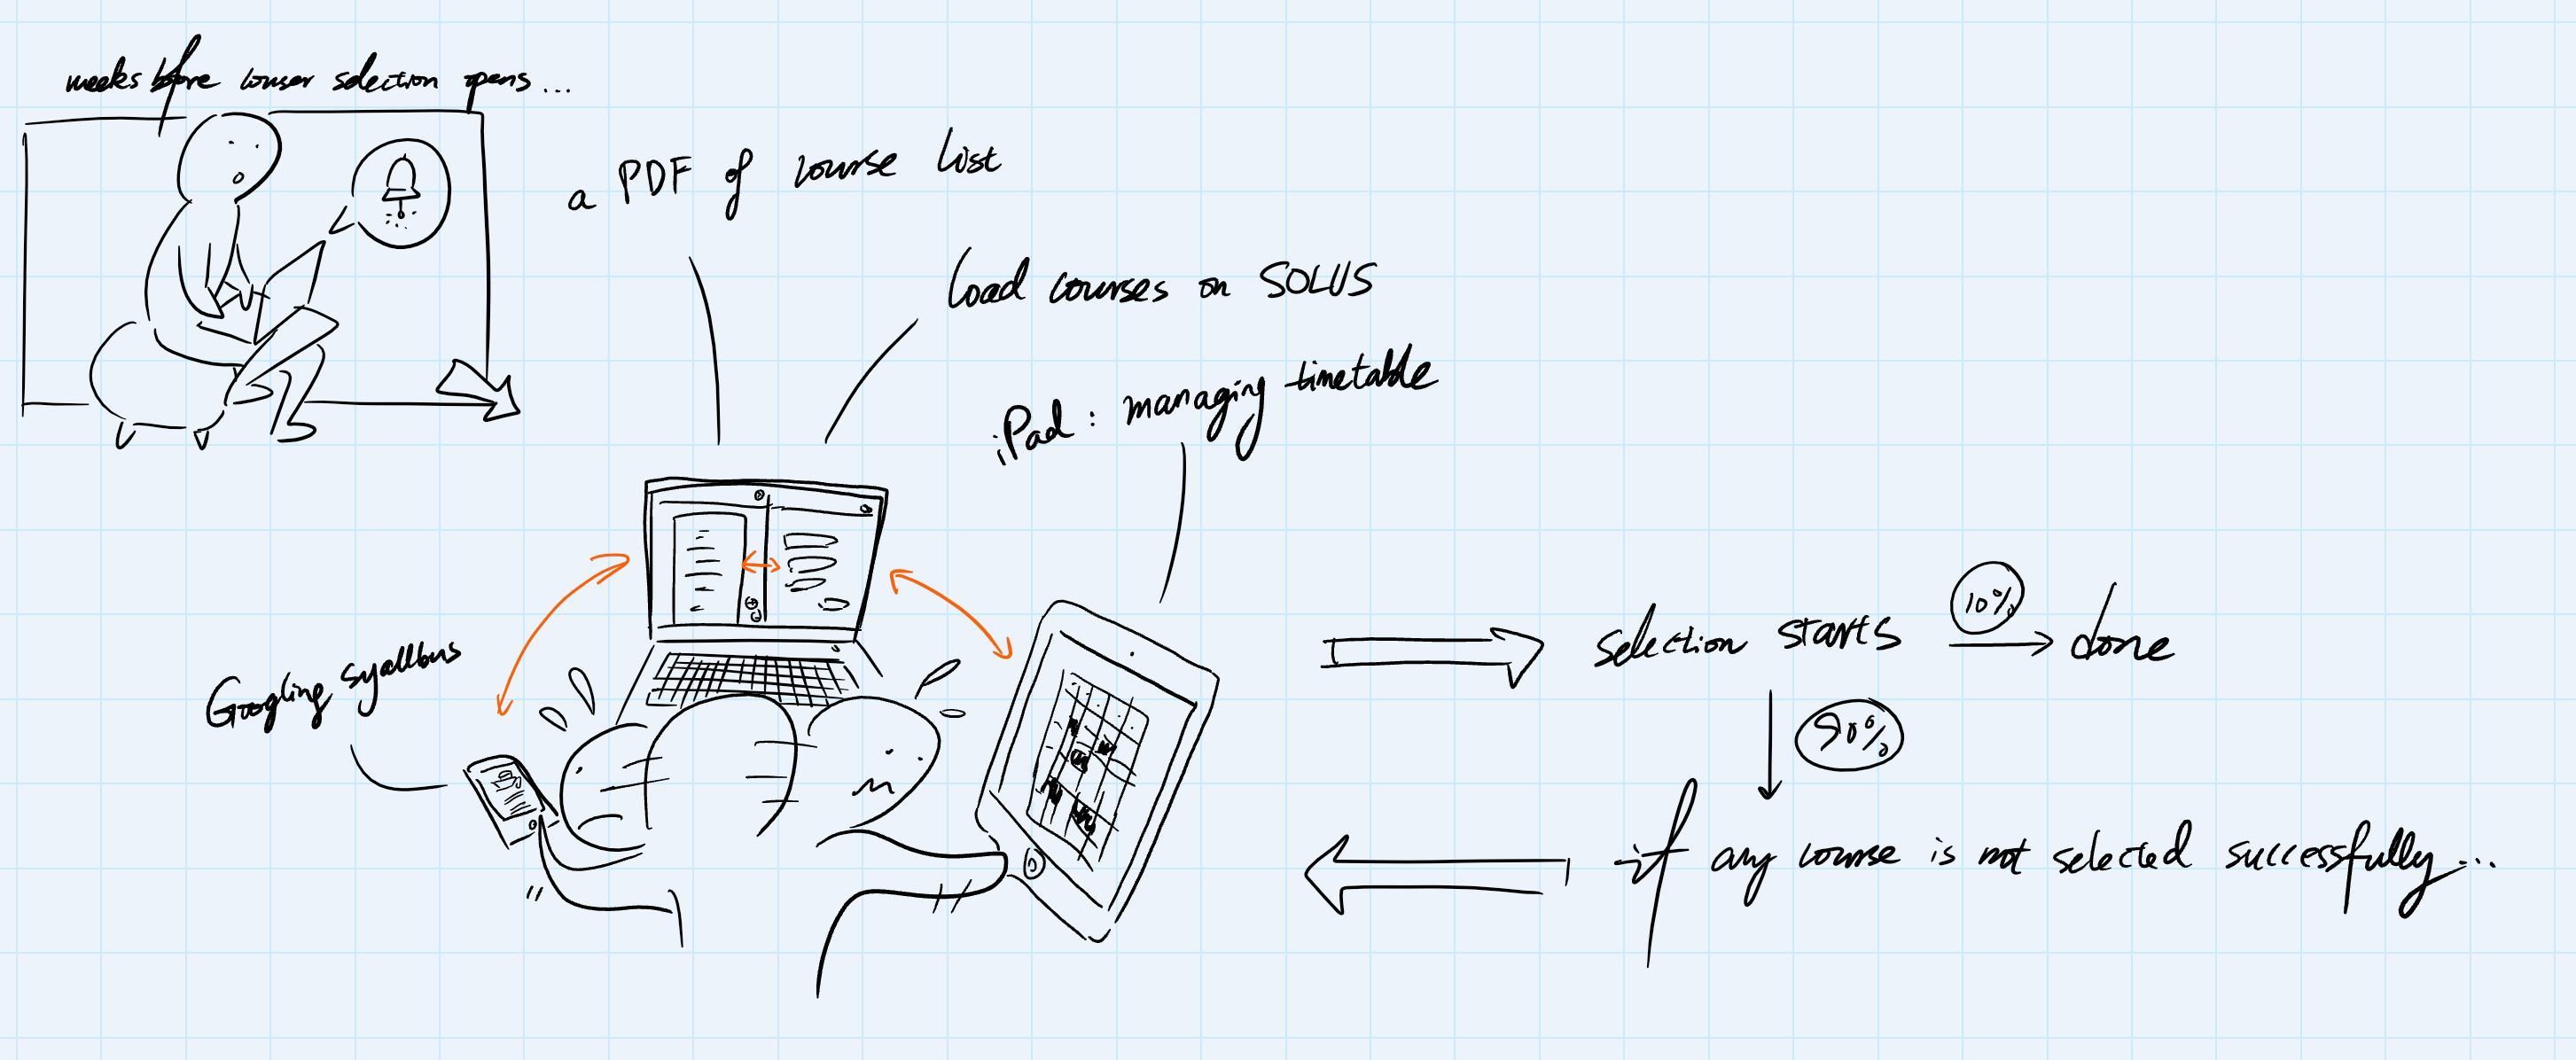 weeks before couser selection opens...
a PDF of course list
load courses on SOLUS
iPad: managing timetable
Googling syallbus
selection starts 10% done
90%
if any course is not selected successfully...